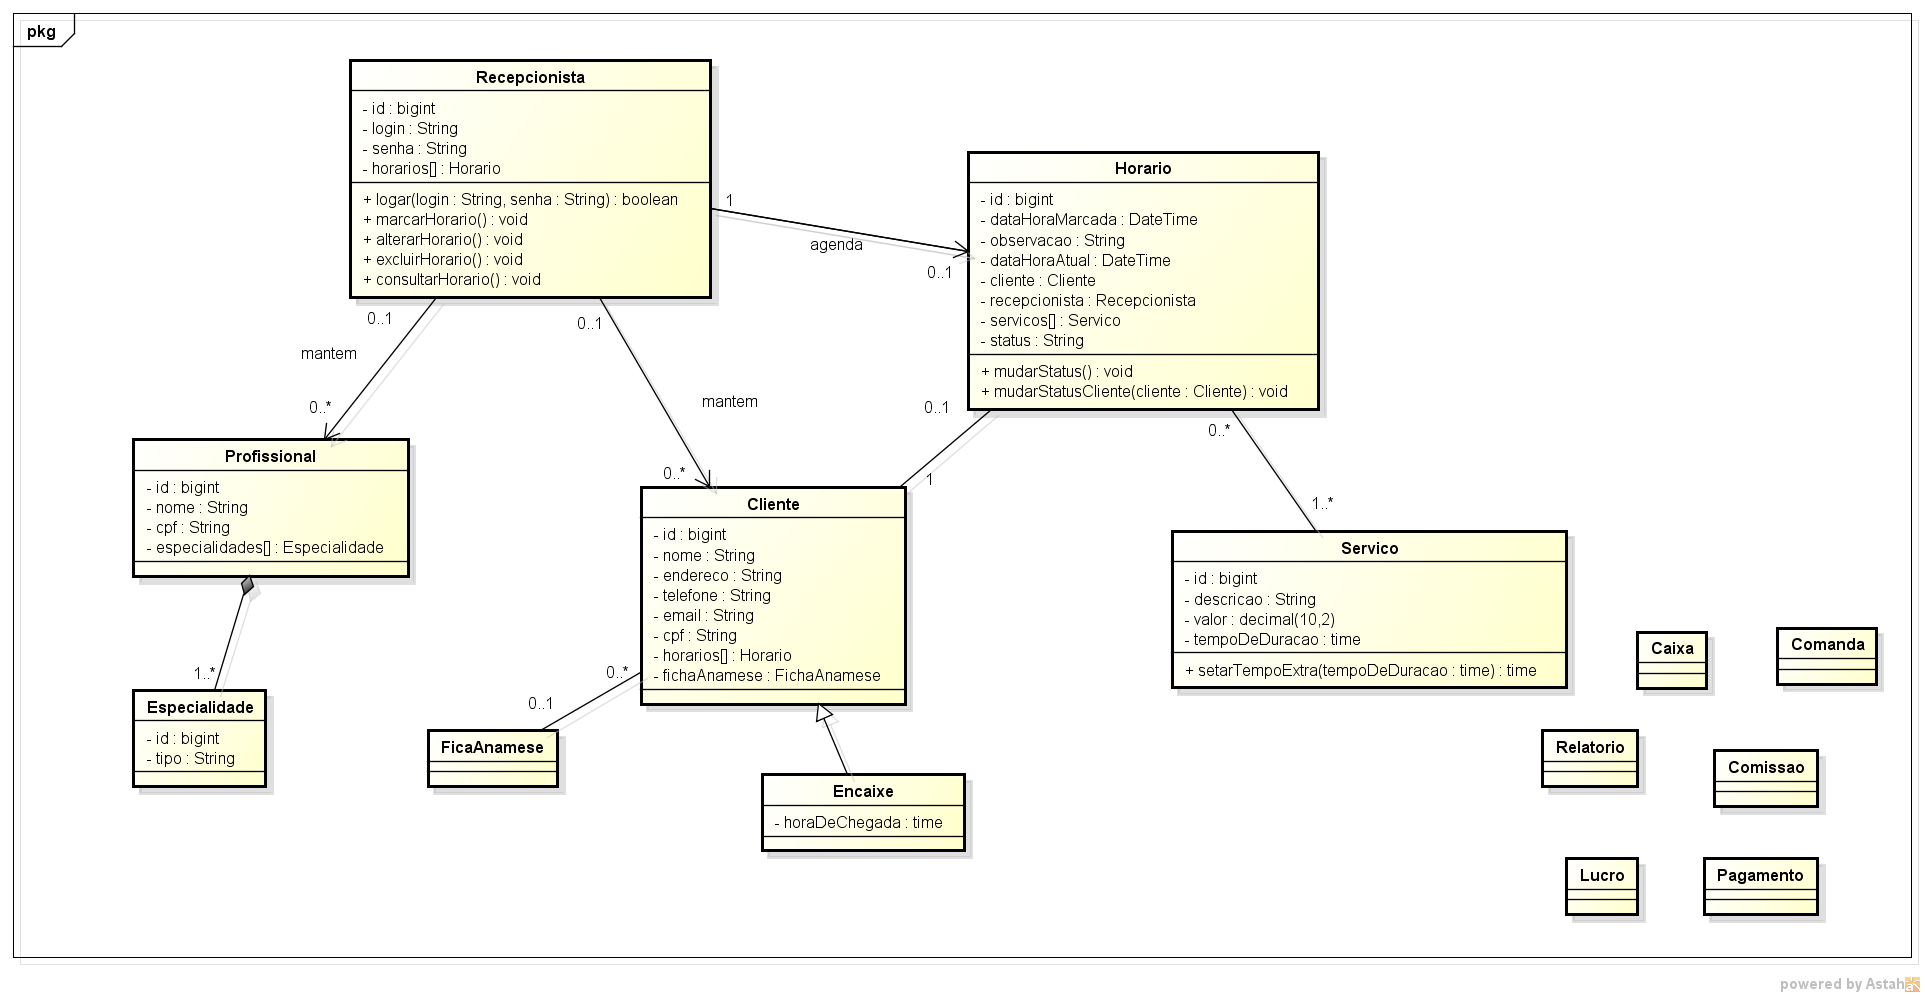 pkg
Recepcionista
- id : bigint
- login : String
- senha : String
- horarios[] : Horario
+ logar(login : String, senha : String) : boolean
+ marcarHorario() : void
+ alterarHorario() : void
+ excluirHorario() : void
+ consultarHorario() : void
1
agenda
0..1
Horario
- id : bigint
- dataHoraMarcada : DateTime
- observacao : String
- dataHoraAtual : DateTime
- cliente : Cliente
- recepcionista : Recepcionista
- servicos[] : Servico
- status : String
+ mudarStatus() : void
+ mudarStatusCliente(cliente : Cliente) : void
0..1
mantem
0..*
0..1
mantem
0..*
0..1
1
0..*
1..*
Profissional
- id : bigint
- nome : String
- cpf : String
- especialidades[] : Especialidade
1..*
Especialidade
- id : bigint
- tipo : String
Cliente
- id : bigint
- nome : String
- endereco : String
- telefone : String
- email : String
- cpf : String
- horarios[] : Horario
- fichaAnamese : FichaAnamese
0..*
0..1
FicaAnamese
Encaixe
- horaDeChegada : time
Servico
- id : bigint
- descricao : String
- valor : decimal(10,2)
- tempoDeDuracao : time
+ setarTempoExtra(tempoDeDuracao : time) : time
Caixa
Comanda
Relatorio
Comissao
Lucro
Pagamento
powered by Astah